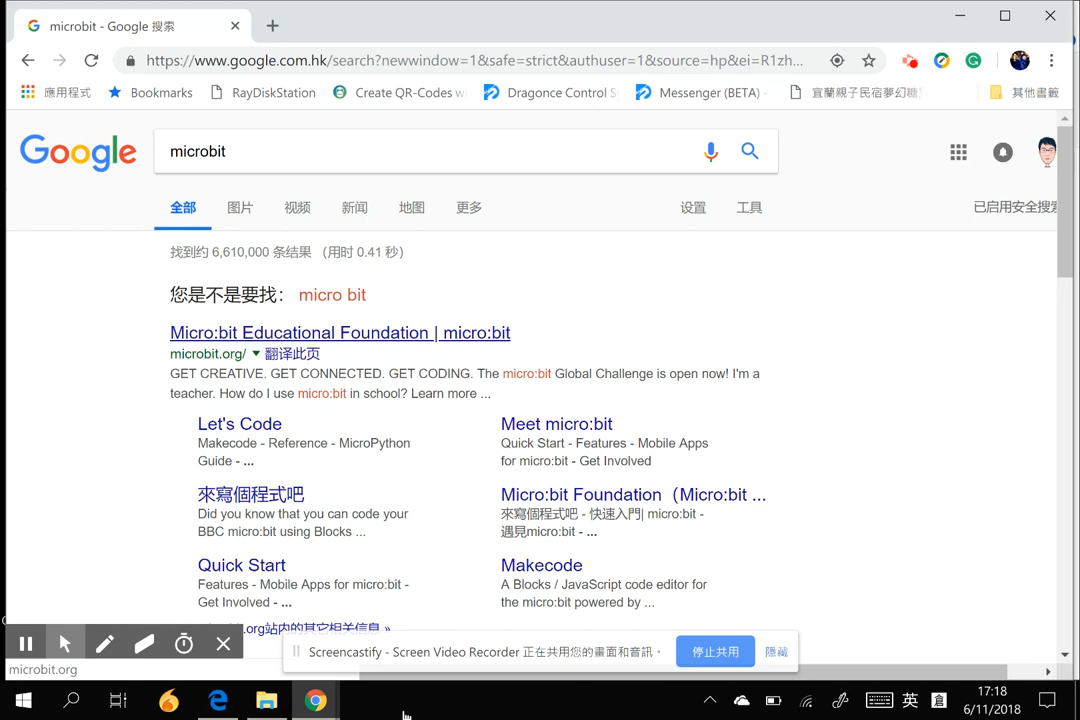 microbit - Google 搜索
https://www.google.com.hk/search?newwindow=1&safe=strict&authuser=1&source=hp&ei=R1zh...
應用程式 Bookmarks RayDiskStation Create QR-Codes w Dragonce Control S Messenger (BETA) - 宜蘭親子民宿夢幻 其他書籤
Google microbit
全部 图片 视频 新闻 地图 更多 设置 工具 已启用安全搜索
找到约 6,610,000 条结果 （用时 0.41 秒）
您是不是要找： micro bit
Micro:bit Educational Foundation | micro:bit
microbit.org/ 翻译此页
GET CREATIVE. GET CONNECTED. GET CODING. The micro:bit Global Challenge is open now! I'm a
teacher. How do I use micro:bit in school? Learn more ...
Let's Code
Makecode - Reference - MicroPython
Guide - ...
Meet micro:bit
Quick Start - Features - Mobile Apps
for micro:bit - Get Involved
來寫個程式吧
Did you know that you can code your
BBC micro:bit using Blocks ...
Micro:bit Foundation（Micro:bit ...
來寫個程式吧 - 快速入門| micro:bit -
遇見micro:bit - ...
Quick Start
Features - Mobile Apps for micro:bit -
Get Involved - ...
Makecode
A Blocks / JavaScript code editor for
the micro:bit powered by ...
.org站内的其它相关信息 »
Screencastify - Screen Video Recorder 正在共用您的畫面和音訊。 停止共用 隱藏
microbit.org
英 倉 17:18
6/11/2018